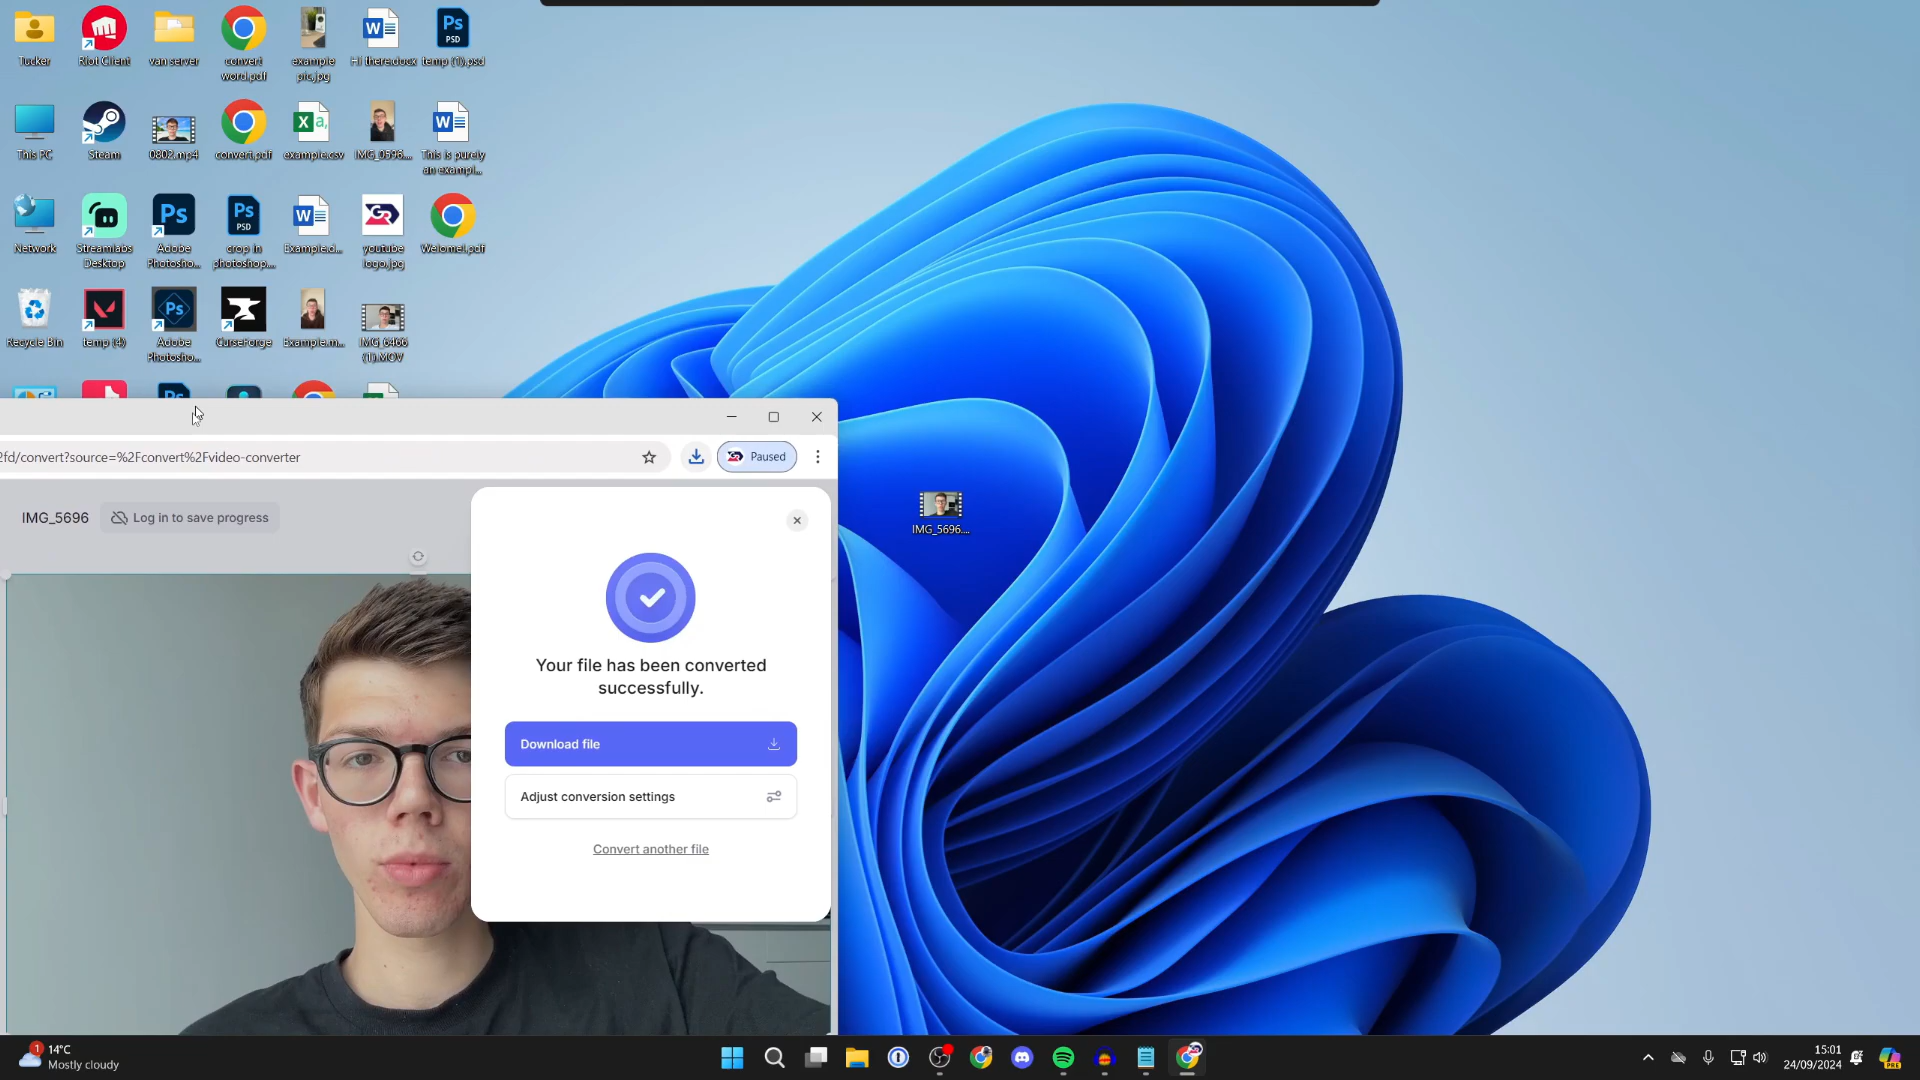 Tucker
Riot Client
van server
convert
word.pdf
example
pic.jpg
Hi there.docx
temp (1).psd
This PC
Steam
0802.mp4
convert.pdf
example.csv
IMG_0596....
This is purely
an exampl...
Network
Streamlabs
Desktop
Adobe
Photosho...
crop in
photoshop....
Example.d...
youtube
logo.jpg
Welome!.pdf
Recycle Bin
temp (4)
Adobe
Photosho...
CurseForge
Example.m...
IMG_6466
(1).MOV
2fd/convert?source=%2Fconvert%2Fvideo-converter
Paused
IMG_5696
Log in to save progress
Your file has been converted
successfully.
Download file
Adjust conversion settings
Convert another file
IMG_5696....
1
14°C
Mostly cloudy
15:01
24/09/2024